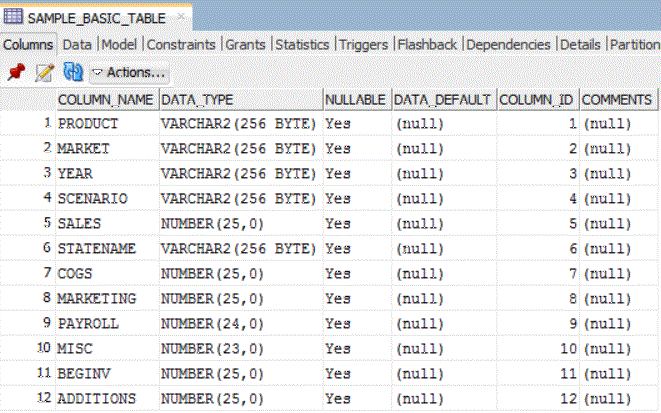 SAMPLE_BASIC_TABLE
Columns Data Model Constraints Grants Statistics Triggers Flashback Dependencies Details Partition
Actions...
COLUMN_NAME DATA_TYPE NULLABLE DATA_DEFAULT COLUMN_ID COMMENTS
1 PRODUCT VARCHAR2(256 BYTE) Yes (null) 1 (null)
2 MARKET VARCHAR2(256 BYTE) Yes (null) 2 (null)
3 YEAR VARCHAR2(256 BYTE) Yes (null) 3 (null)
4 SCENARIO VARCHAR2(256 BYTE) Yes (null) 4 (null)
5 SALES NUMBER(25,0) Yes (null) 5 (null)
6 STATENAME VARCHAR2(256 BYTE) Yes (null) 6 (null)
7 COGS NUMBER(25,0) Yes (null) 7 (null)
8 MARKETING NUMBER(25,0) Yes (null) 8 (null)
9 PAYROLL NUMBER(24,0) Yes (null) 9 (null)
10 MISC NUMBER(23,0) Yes (null) 10 (null)
11 BEGINV NUMBER(25,0) Yes (null) 11 (null)
12 ADDITIONS NUMBER(25,0) Yes (null) 12 (null)